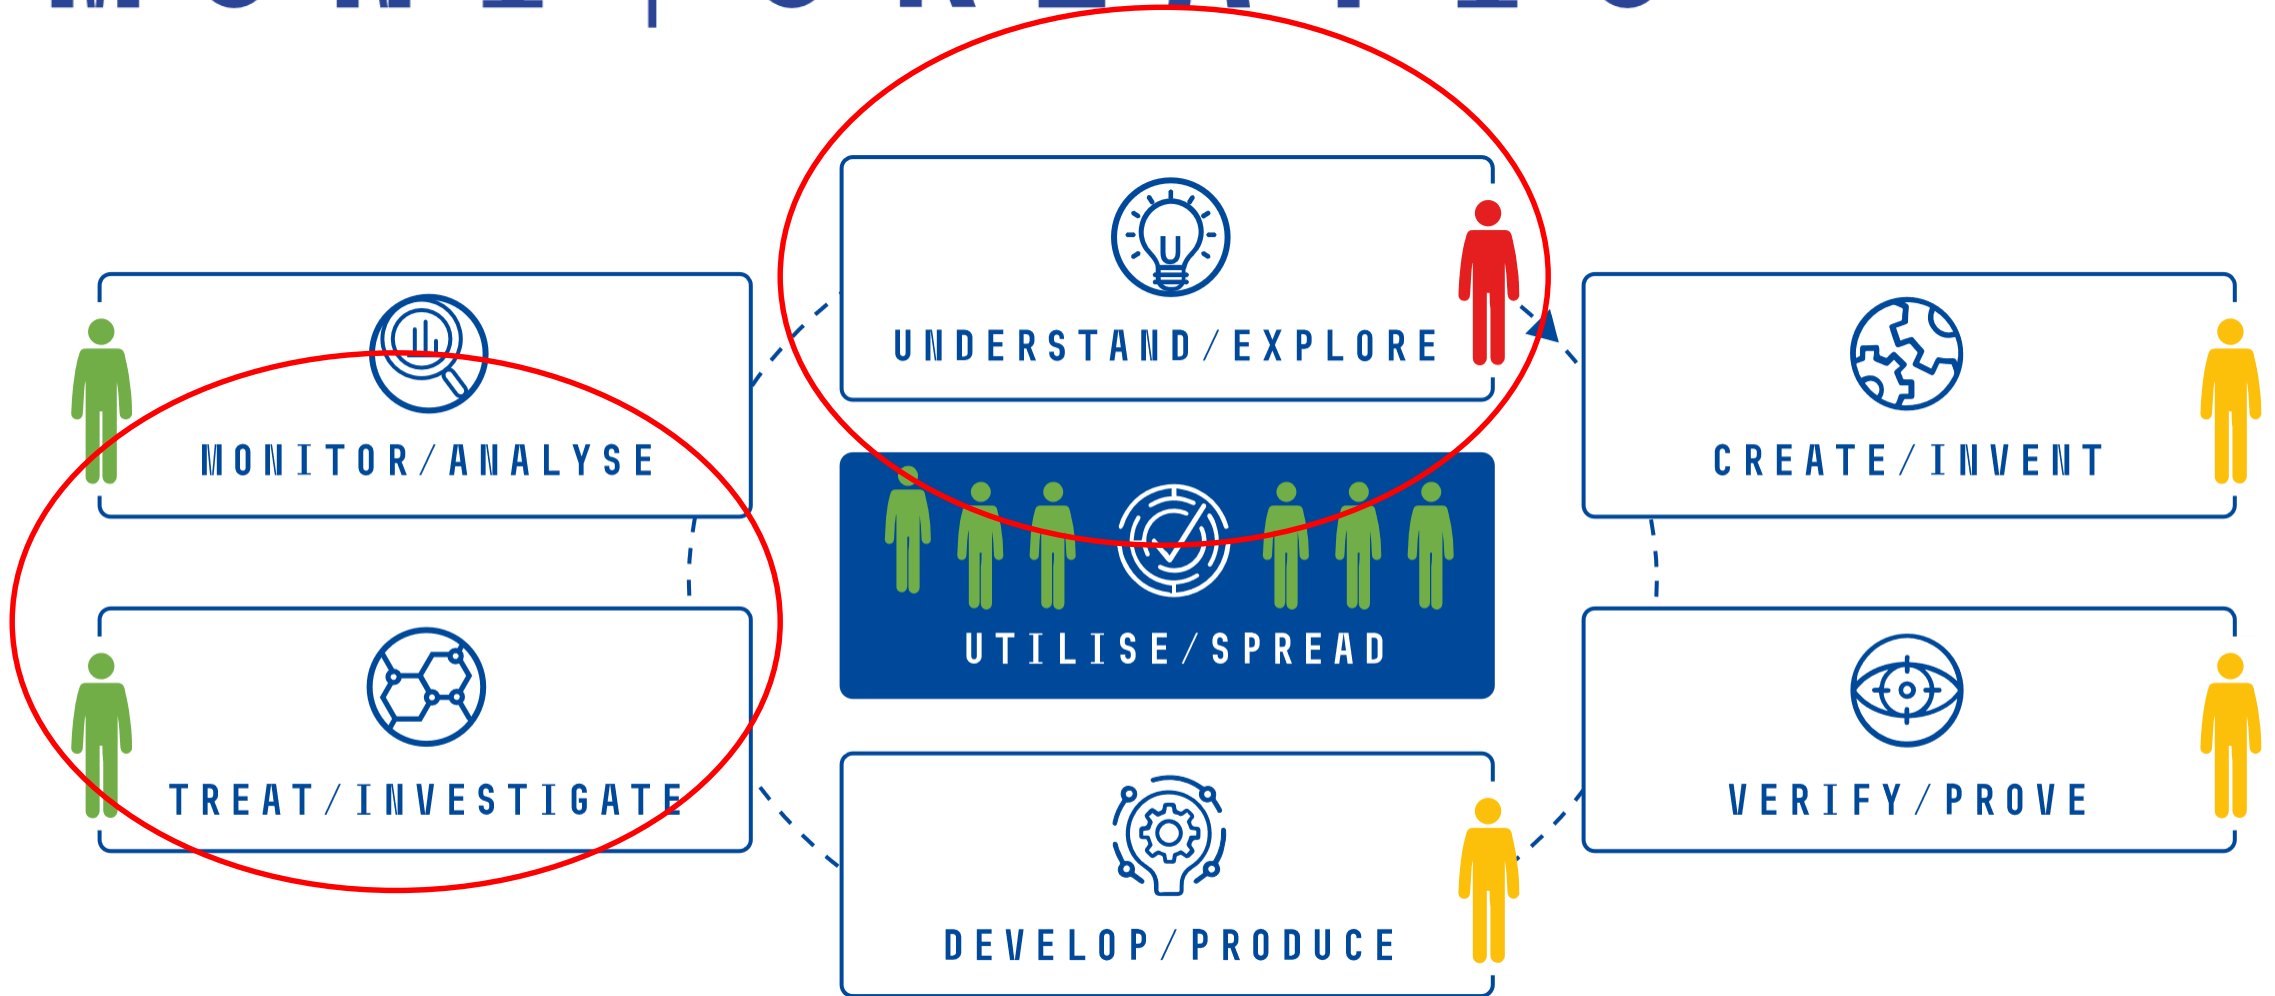 UNDERSTAND/EXPLORE
MONITOR/ANALYSE
CREATE/INVENT
UTILISE/SPREAD
TREAT/INVESTIGATE
VERIFY/PROVE
DEVELOP/PRODUCE